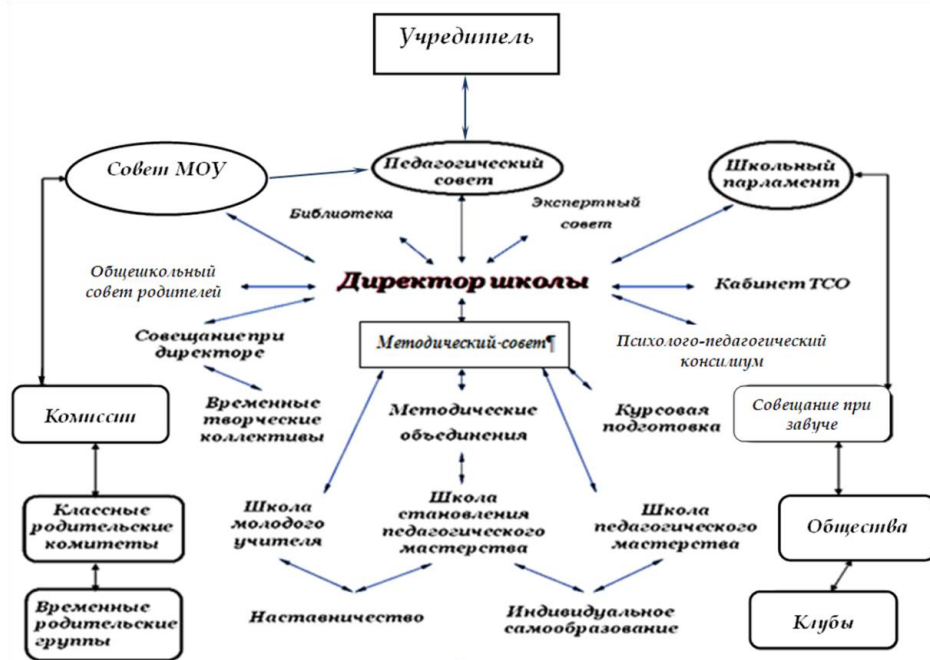 Учредитель
Совет МОУ
Педагогический
совет
Школьный
парламент
Библиотека
Экспертный
совет
Общешкольный
совет родителей
Директор школы
Кабинет ТСО
Совещание при
директоре
Методический-совет¶
Психолого-педагогический
консилиум
Комиссии
Временные
творческие
коллективы
Методические
объединения
Курсовая
подготовка
Совещание при
завуче
Классные
родительские
комитеты
Школа
молодого
учителя
Школа
становления
педагогического
мастерства
Школа
педагогического
мастерства
Общества
Временные
родительские
группы
Наставничество
Индивидуальное
самообразование
Клубы